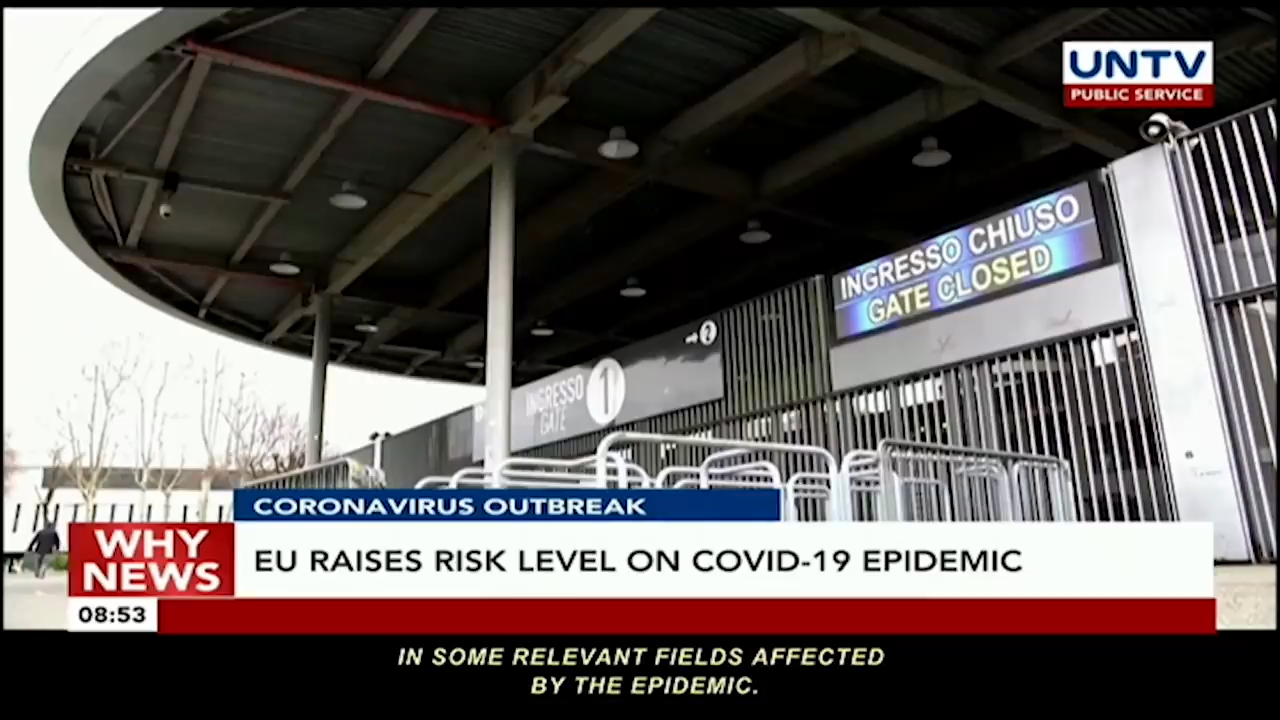 UNTV
PUBLIC SERVICE
INGRESSO CHIUSO
GATE CLOSED
2
INGRESSO
GATE
1
CORONAVIRUS OUTBREAK
WHY
NEWS
EU RAISES RISK LEVEL ON COVID-19 EPIDEMIC
08:53
IN SOME RELEVANT FIELDS AFFECTED
BY THE EPIDEMIC.